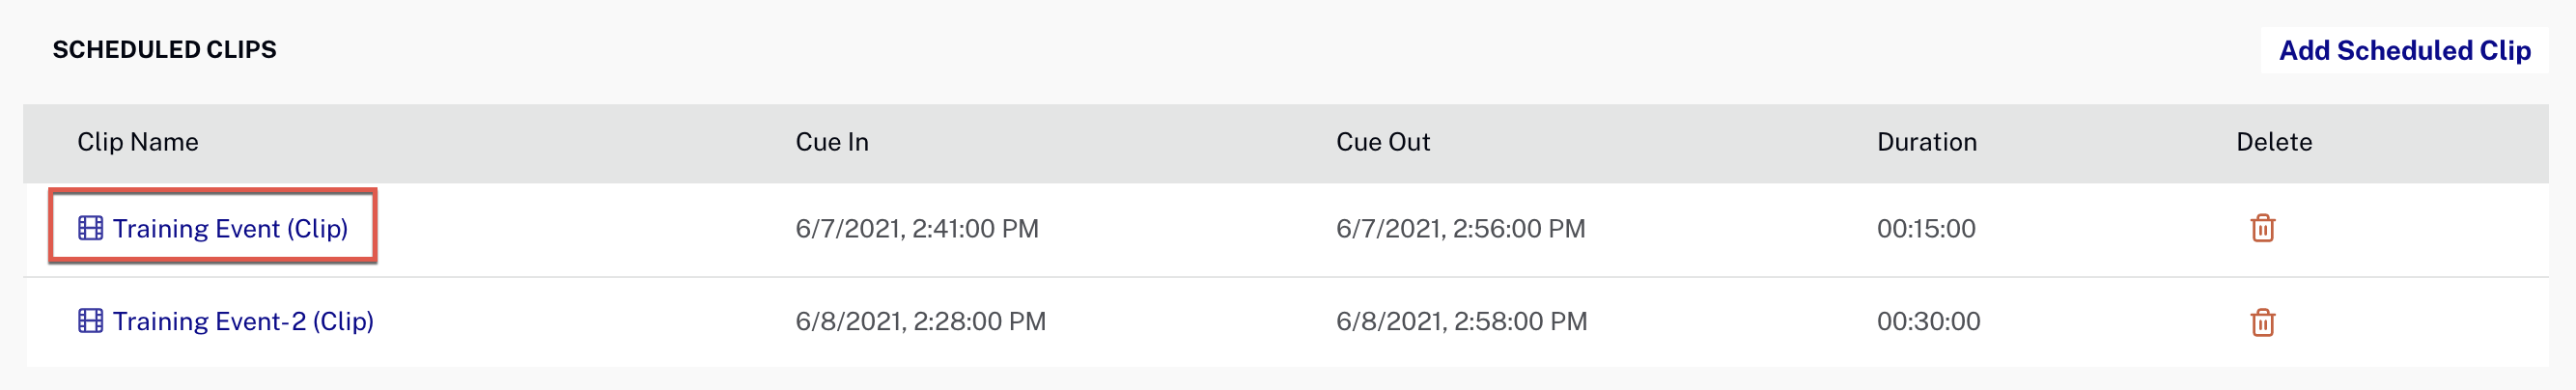 SCHEDULED CLIPS Add Scheduled Clip
Clip Name Cue In Cue Out Duration Delete
Training Event (Clip) 6/7/2021, 2:41:00 PM 6/7/2021, 2:56:00 PM 00:15:00
Training Event-2 (Clip) 6/8/2021, 2:28:00 PM 6/8/2021, 2:58:00 PM 00:30:00